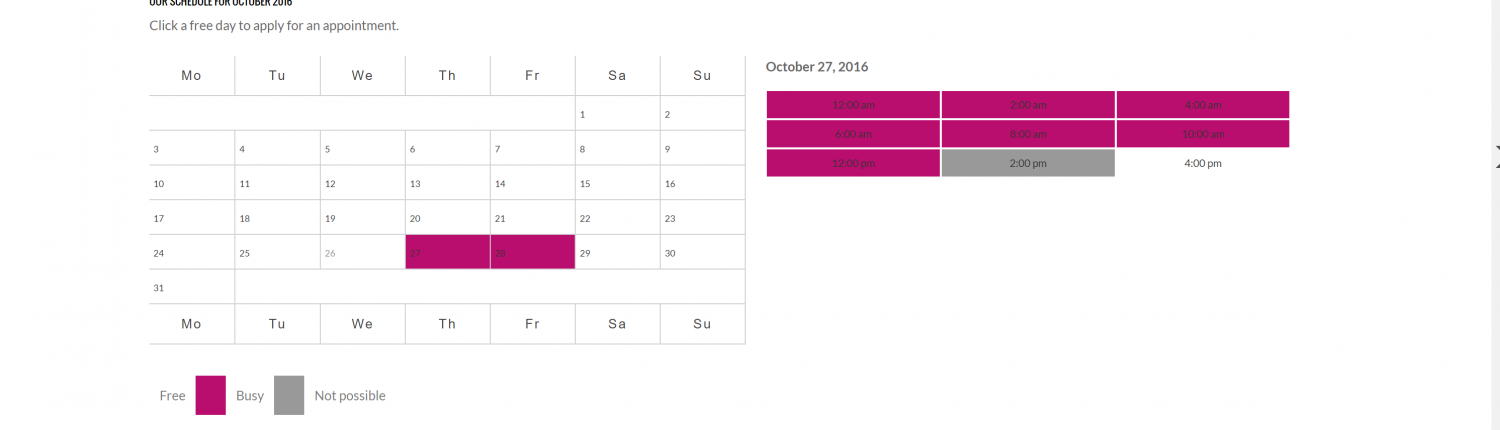 OUR SCHEDULE FOR OCTOBER 2016
Click a free day to apply for an appointment.
Mo Tu We Th Fr Sa Su
1 2
3 4 5 6 7 8 9
10 11 12 13 14 15 16
17 18 19 20 21 22 23
24 25 26 27 28 29 30
31
Mo Tu We Th Fr Sa Su
Free Busy Not possible
October 27, 2016
12:00 am 2:00 am 4:00 am
6:00 am 8:00 am 10:00 am
12:00 pm 2:00 pm 4:00 pm